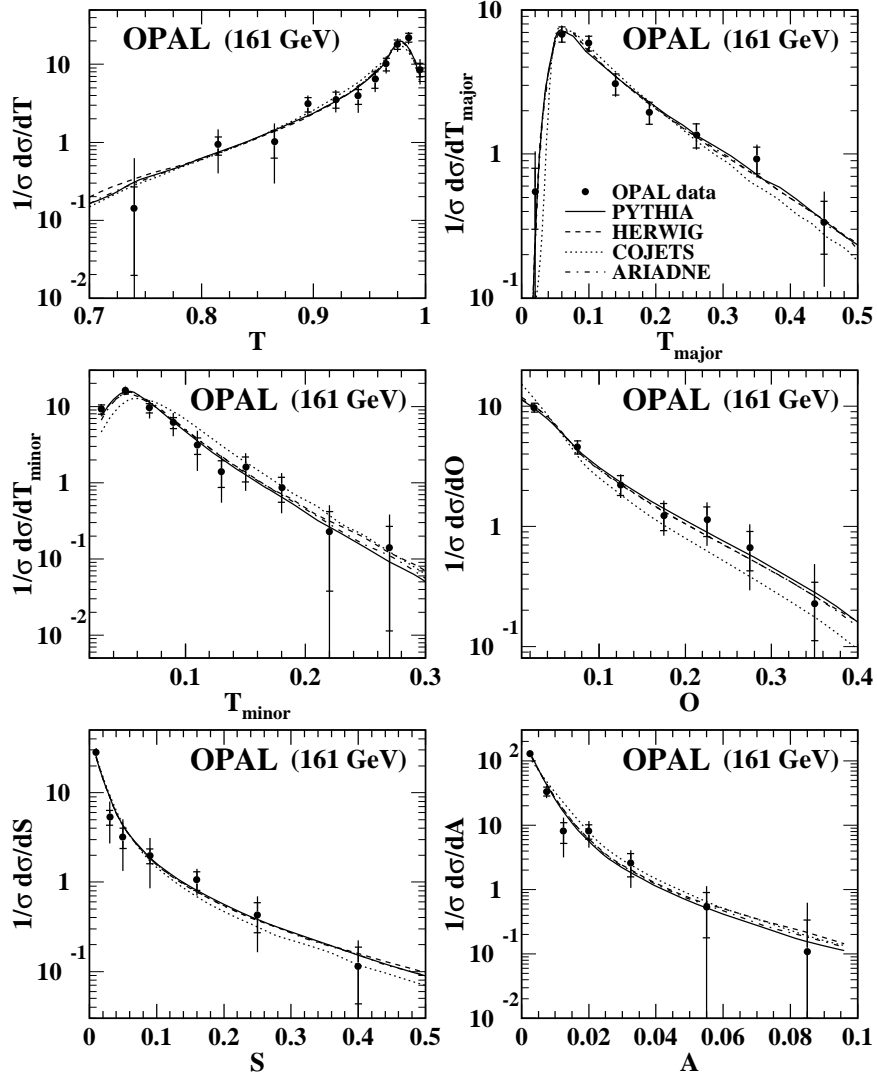 OPAL (161 GeV)
1/σ dσ/dT
10
1
10 -1
10 -2
0.7 0.8 0.9 1
T
OPAL (161 GeV)
1/σ dσ/dT major
10
1
10 -1
OPAL data
PYTHIA
HERWIG
COJETS
ARIADNE
0 0.1 0.2 0.3 0.4 0.5
T major
OPAL (161 GeV)
1/σ dσ/dT minor
10
1
10 -1
10 -2
0.1 0.2 0.3
T minor
OPAL (161 GeV)
1/σ dσ/dO
10
1
10 -1
0.1 0.2 0.3 0.4
O
OPAL (161 GeV)
1/σ dσ/dS
10
1
10 -1
0 0.1 0.2 0.3 0.4 0.5
S
OPAL (161 GeV)
1/σ dσ/dA
10 2
10
1
10 -1
10 -2
0 0.02 0.04 0.06 0.08 0.1
A